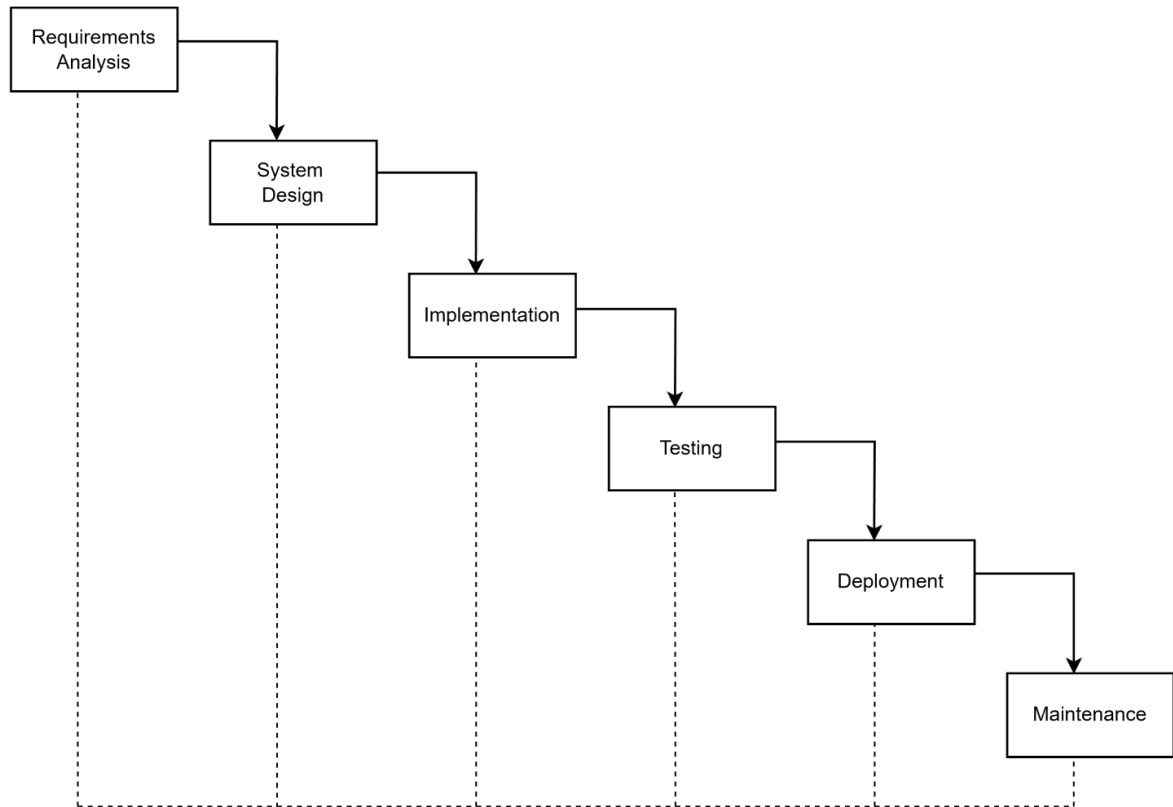 Requirements
Analysis
System
Design
Implementation
Testing
Deployment
Maintenance